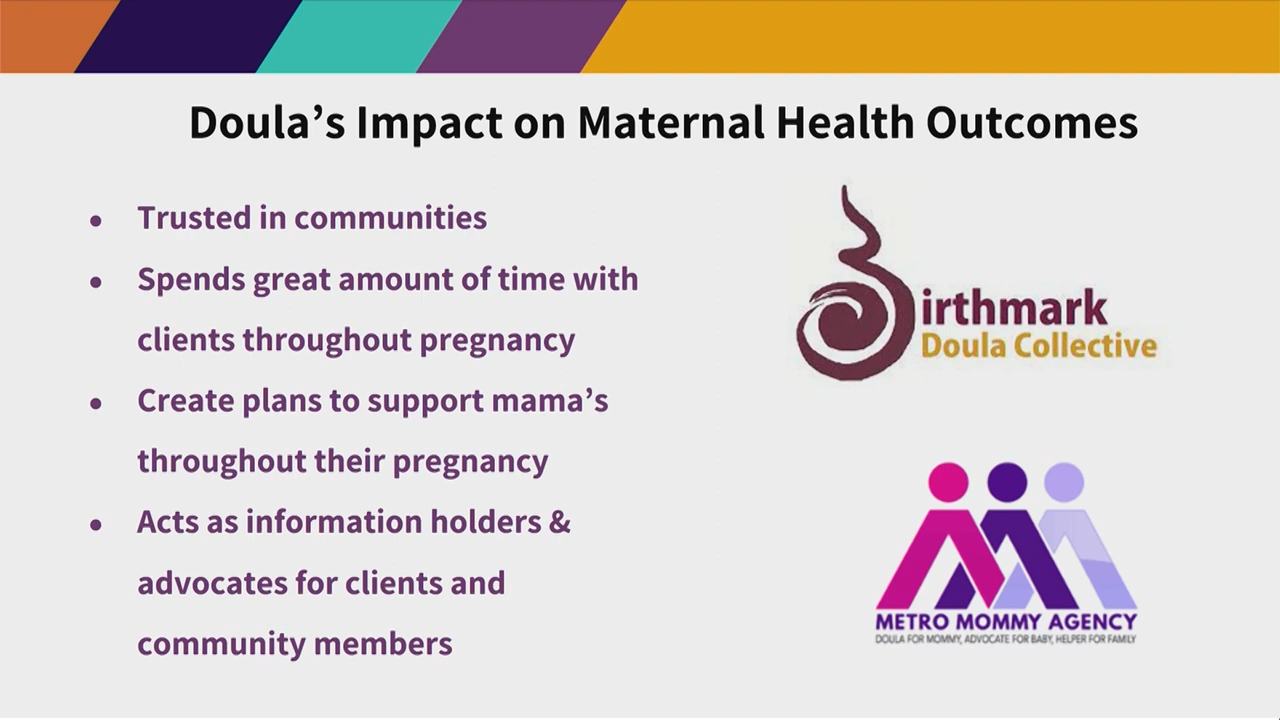 Doula’s Impact on Maternal Health Outcomes
• Trusted in communities
• Spends great amount of time with
clients throughout pregnancy
• Create plans to support mama’s
throughout their pregnancy
• Acts as information holders &
advocates for clients and
community members
Birthmark
Doula Collective
METRO MOMMY AGENCY
DOULA FOR MOMMY, ADVOCATE FOR BABY, HELPER FOR FAMILY